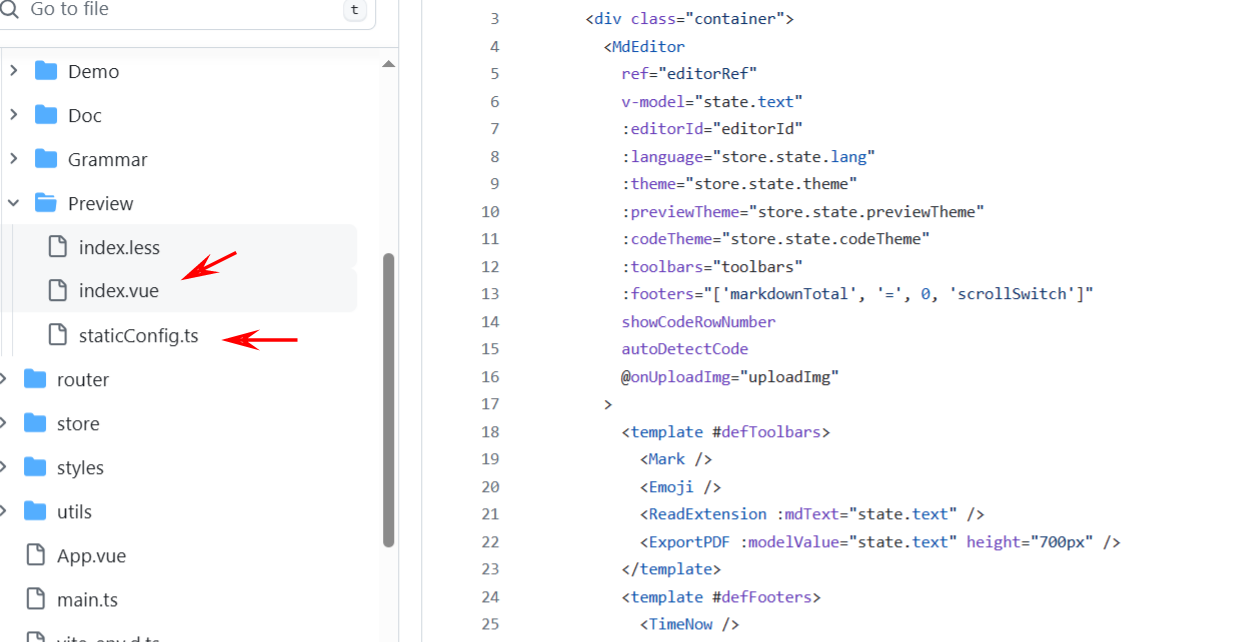 Go to file
t
Demo
Doc
Grammar
Preview
index.less
index.vue
staticConfig.ts
router
store
styles
utils
App.vue
main.ts
3 <div class="container">
4 <MdEditor
5 ref="editorRef"
6 v-model="state.text"
7 :editorId="editorId"
8 :language="store.state.lang"
9 :theme="store.state.theme"
10 :previewTheme="store.state.previewTheme"
11 :codeTheme="store.state.codeTheme"
12 :toolbars="toolbars"
13 :footers="['markdownTotal', '=', 0, 'scrollSwitch']"
14 showCodeRowNumber
15 autoDetectCode
16 @onUploadImg="uploadImg"
17 >
18 <template #defToolbars>
19 <Mark />
20 <Emoji />
21 <ReadExtension :mdText="state.text" />
22 <ExportPDF :modelValue="state.text" height="700px" />
23 </template>
24 <template #defFooters>
25 <TimeNow />